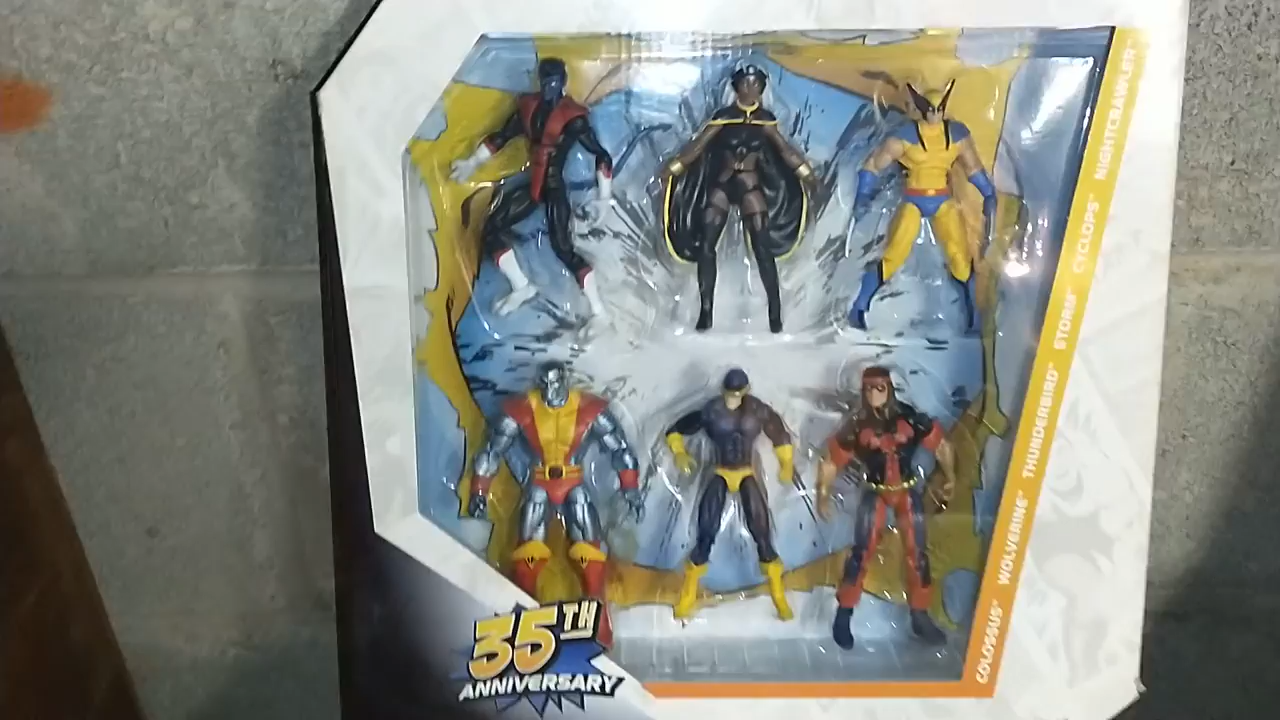 COLOSSUS™ WOLVERINE™ THUNDERBIRD™ STORM™ CYCLOPS™ NIGHTCRAWLER™
35TH
ANNIVERSARY